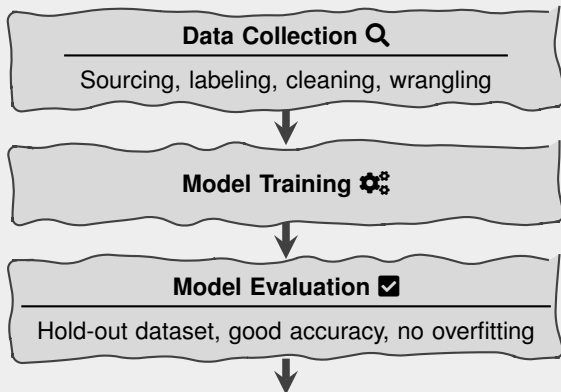 Data Collection
Sourcing, labeling, cleaning, wrangling
Model Training
Model Evaluation
Hold-out dataset, good accuracy, no overfitting